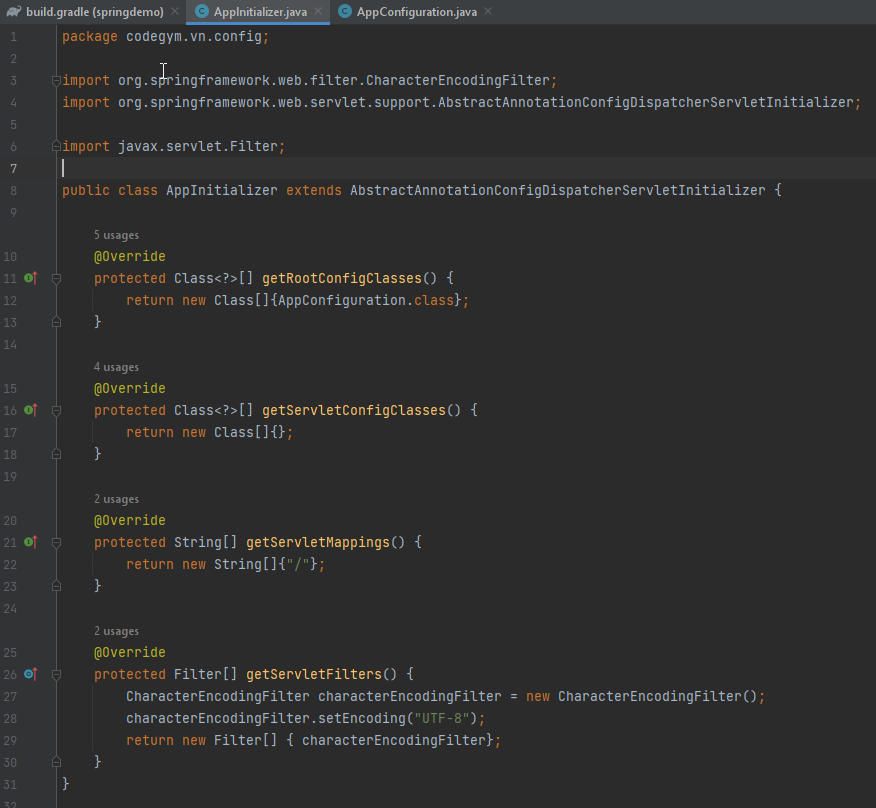 build.gradle (springdemo) AppInitializer.java AppConfiguration.java
1 package codegym.vn.config;
2
3 import org.springframework.web.filter.CharacterEncodingFilter;
4 import org.springframework.web.servlet.support.AbstractAnnotationConfigDispatcherServletInitializer;
5
6 import javax.servlet.Filter;
7
8 public class AppInitializer extends AbstractAnnotationConfigDispatcherServletInitializer {
9
5 usages
10 @Override
11 protected Class<?>[] getRootConfigClasses() {
12 return new Class[]{AppConfiguration.class};
13 }
14
4 usages
15 @Override
16 protected Class<?>[] getServletConfigClasses() {
17 return new Class[]{};
18 }
19
2 usages
20 @Override
21 protected String[] getServletMappings() {
22 return new String[]{"/"};
23 }
24
2 usages
25 @Override
26 protected Filter[] getServletFilters() {
27 CharacterEncodingFilter characterEncodingFilter = new CharacterEncodingFilter();
28 characterEncodingFilter.setEncoding("UTF-8");
29 return new Filter[] { characterEncodingFilter};
30 }
31 }
32